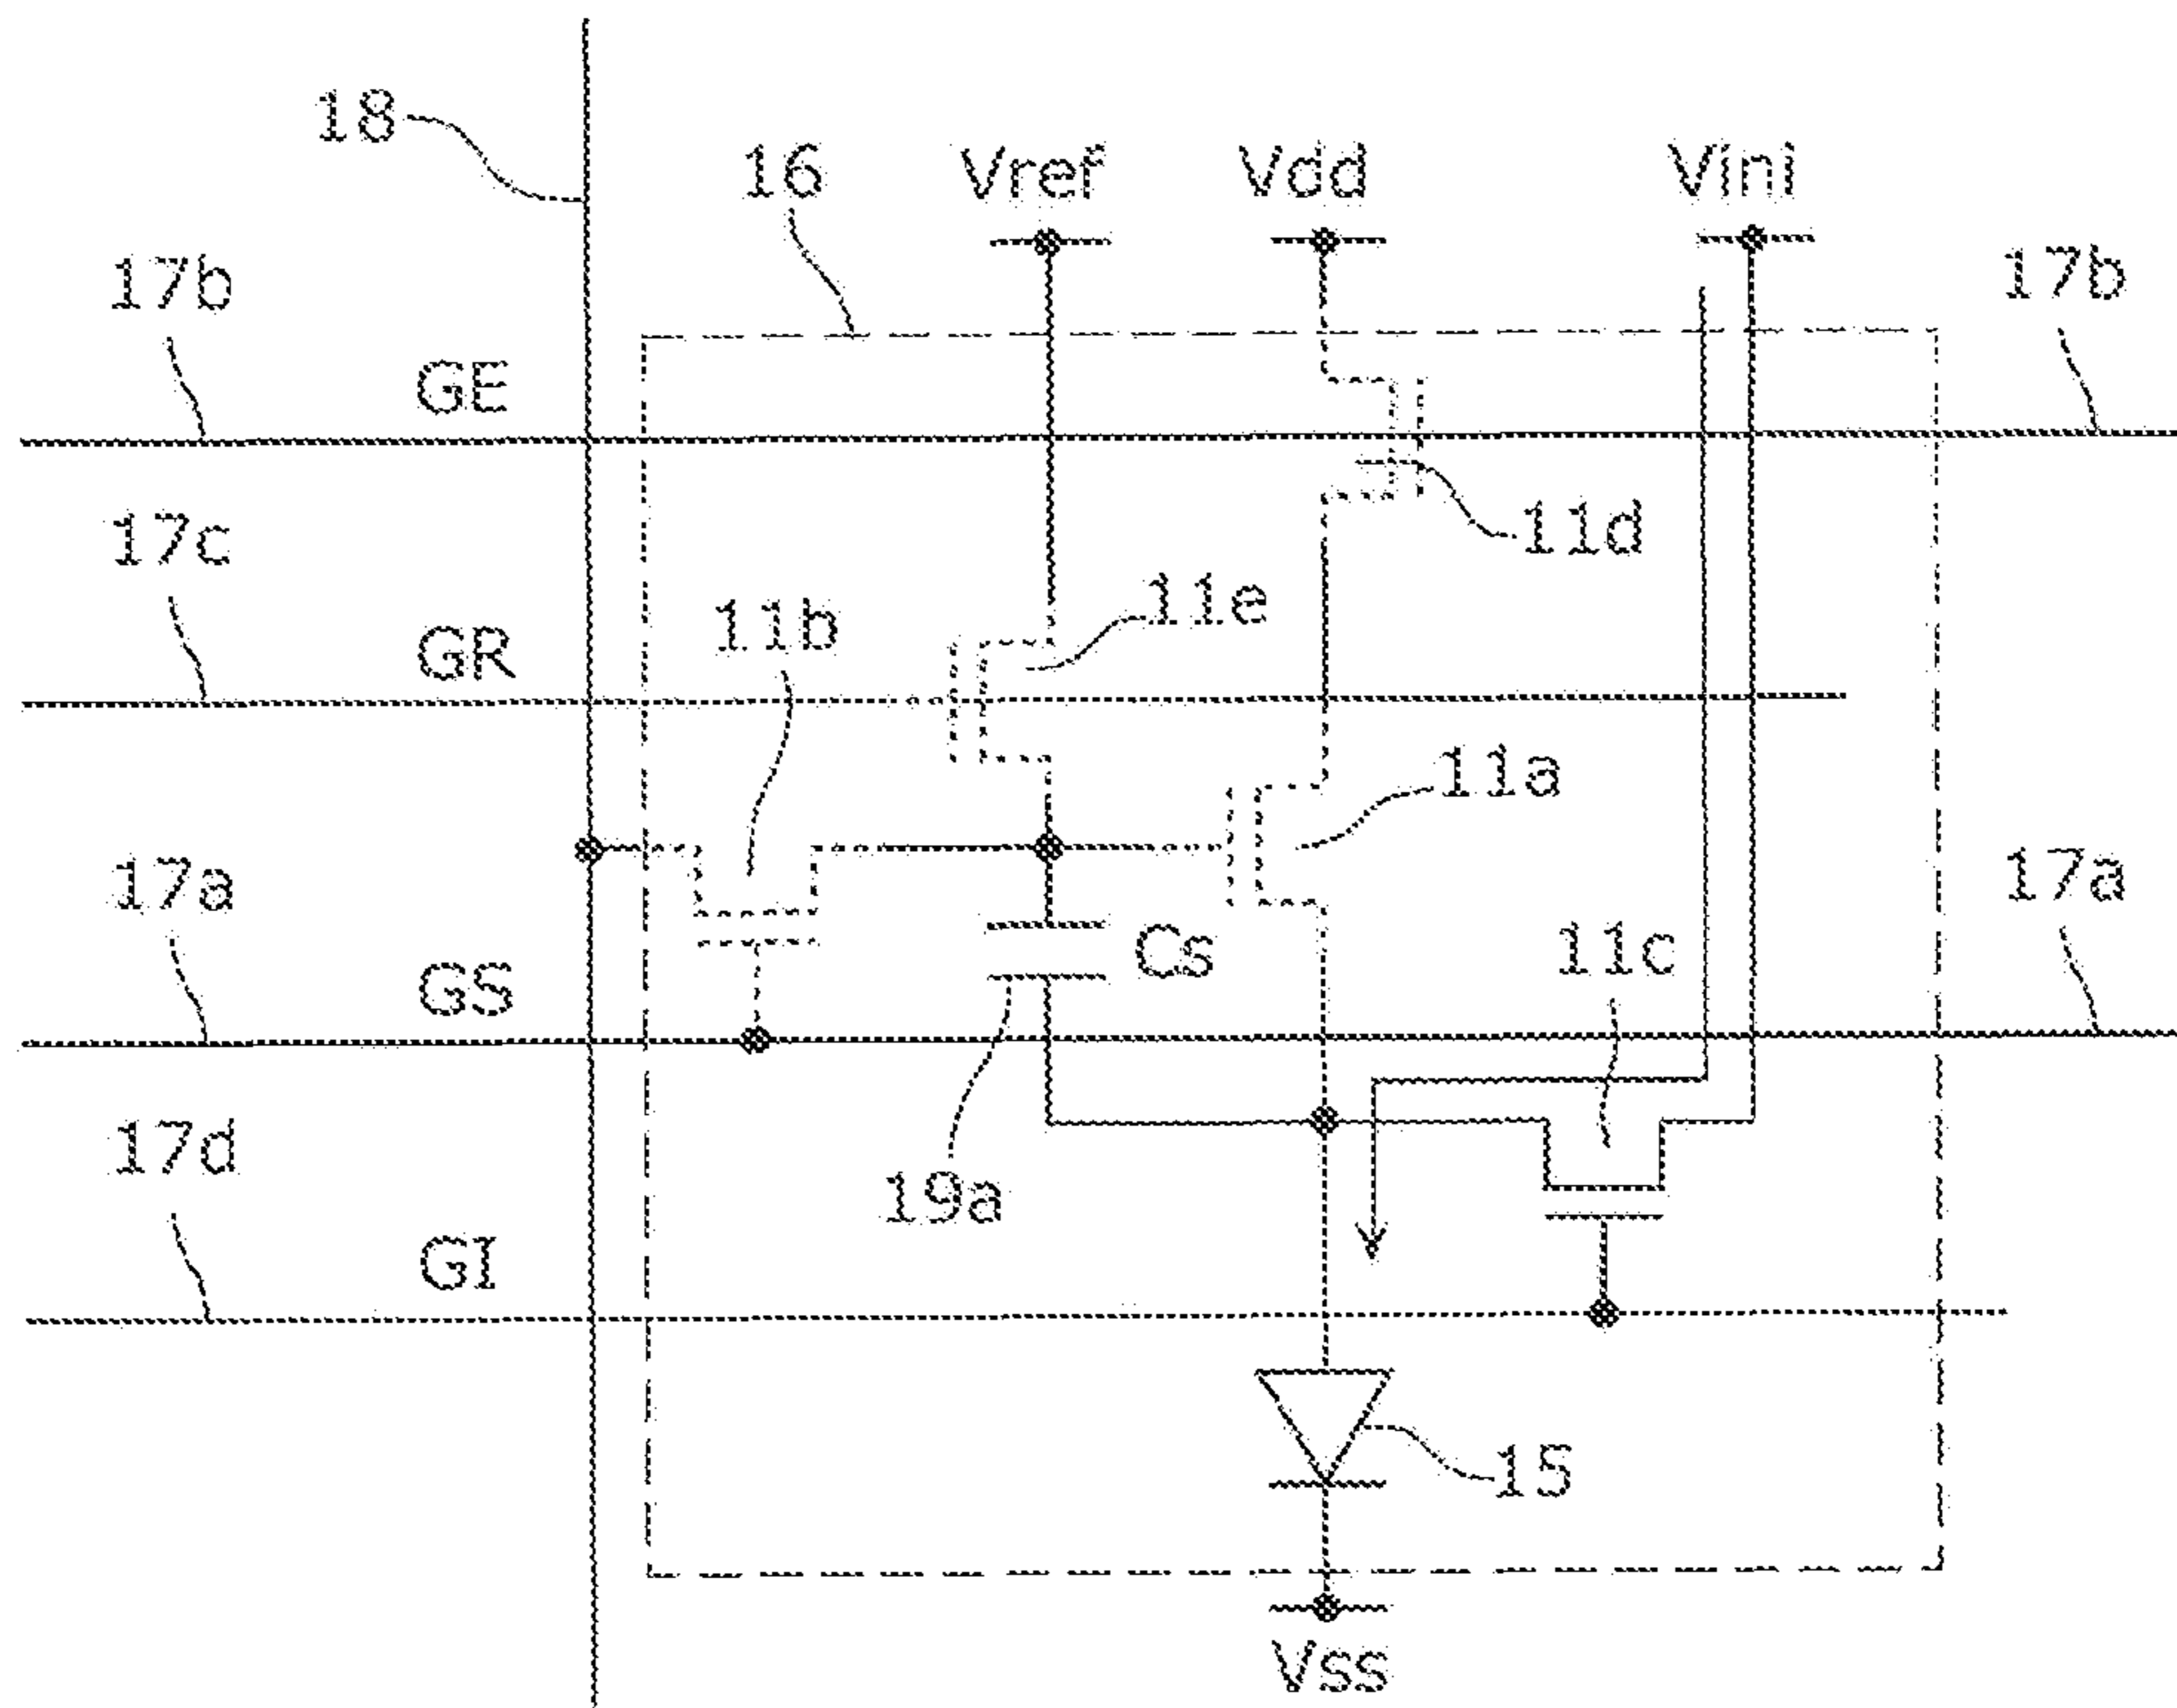 18
16 Vref Vdd Vini
17b 17b
GE
17c 11d
11b 11e
GR
11a
17a 17a
Cs 11c
GS
17d 19a
GI
15
Vss